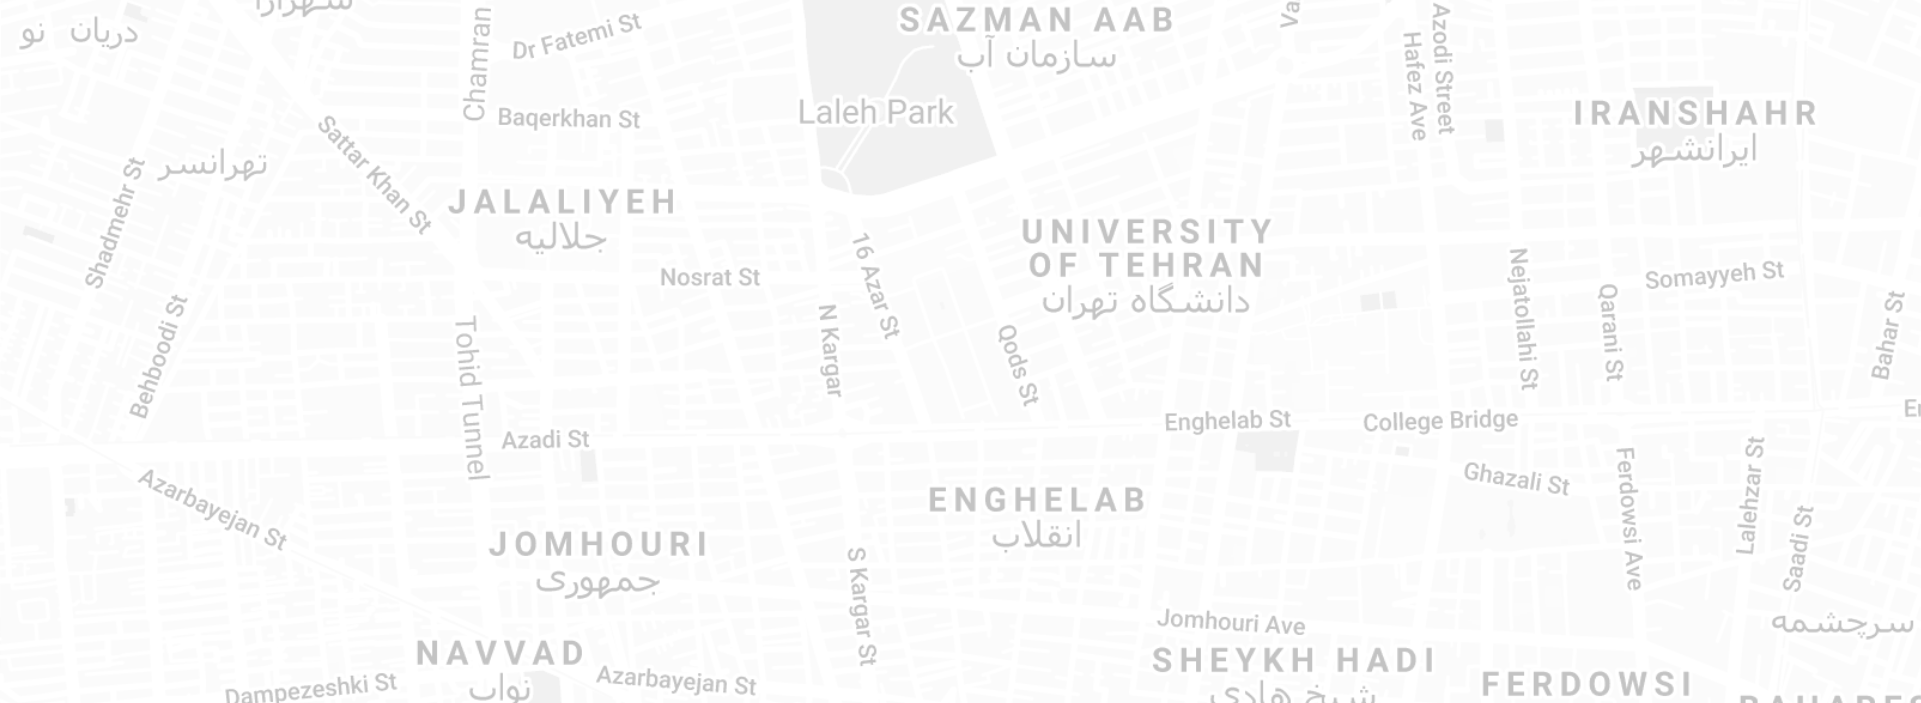 SAZMAN AAB
سازمان آب
دریان نو
Chamran
Dr Fatemi St
Azodi Street
Hafez Ave
Laleh Park
Baqerkhan St
IRANSHAHR
ایرانشهر
Sattar Khan St
تهرانسر
Shadmehr St
JALALIYEH
جلالیه
UNIVERSITY
OF TEHRAN
دانشگاه تهران
16 Azar St
Nosrat St
Nejatollahi St
Somayyeh St
Qarani St
Bahar St
Behboodi St
Tohid Tunnel
N Kargar
Qods St
Azadi St
Enghelab St
College Bridge
Ghazali St
Ferdowsi Ave
Lalehzar St
Saadi St
Azarbayejan St
ENGHELAB
انقلاب
JOMHOURI
جمهوری
S Kargar St
Jomhouri Ave
سرچشمه
NAVVAD
نواب
SHEYKH HADI
شیخ هادی
FERDOWSI
Dampezeshki St
Azarbayejan St